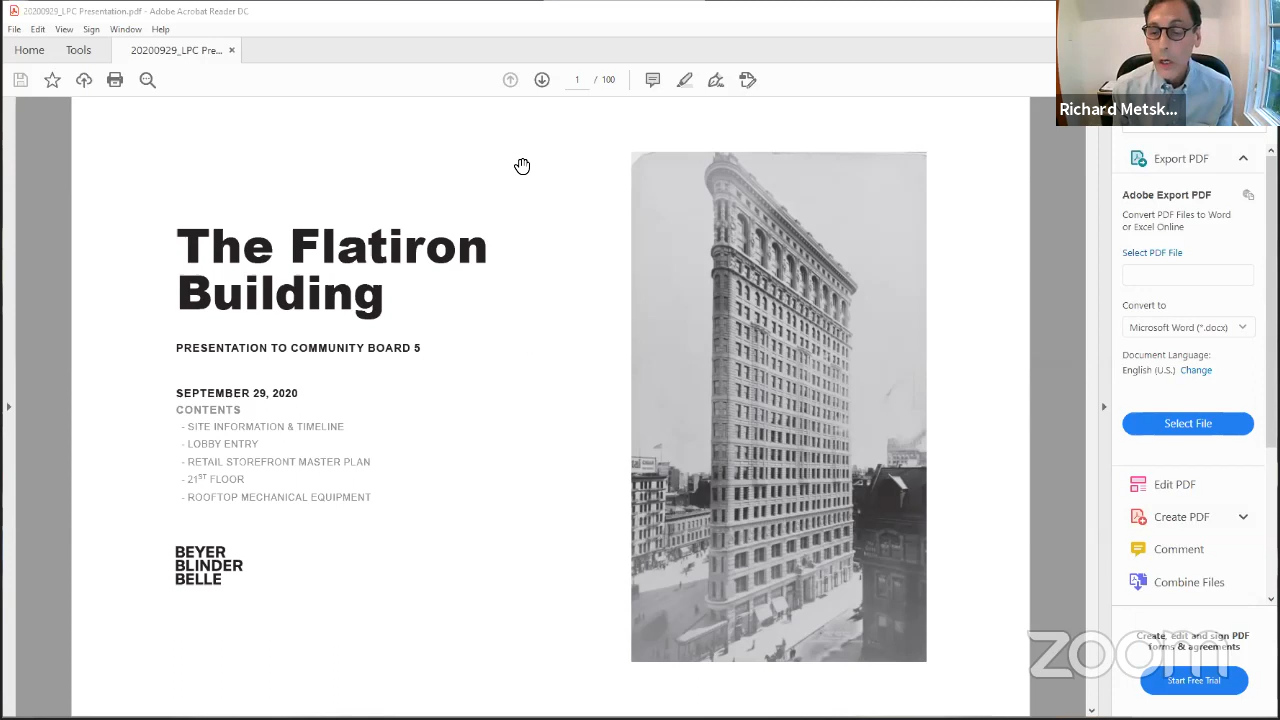 20200929_LPC Presentation.pdf - Adobe Acrobat Reader DC
File Edit View Sign Window Help
Home Tools 20200929_LPC Pre... ×
1 / 100
Richard Metsk...
The Flatiron
Building
PRESENTATION TO COMMUNITY BOARD 5
SEPTEMBER 29, 2020
CONTENTS
- SITE INFORMATION & TIMELINE
- LOBBY ENTRY
- RETAIL STOREFRONT MASTER PLAN
- 21ST FLOOR
- ROOFTOP MECHANICAL EQUIPMENT
BEYER
BLINDER
BELLE
Export PDF
Adobe Export PDF
Convert PDF Files to Word
or Excel Online
Select PDF File
Convert to
Microsoft Word (*.docx)
Document Language:
English (U.S.) Change
Select File
Edit PDF
Create PDF
Comment
Combine Files
Create, edit and sign PDF
forms & agreements
Start Free Trial
zoom